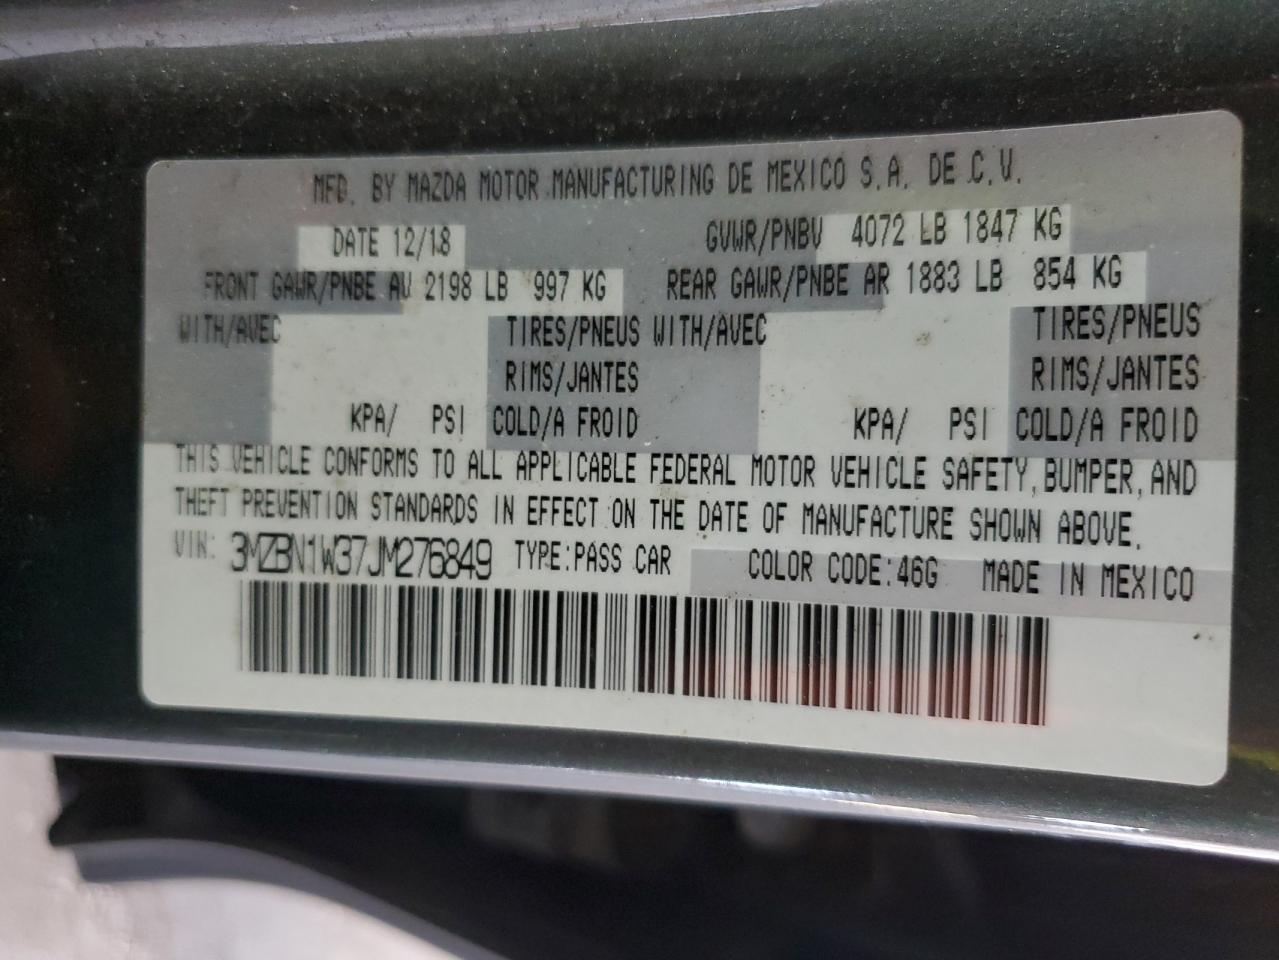 MFD. BY MAZDA MOTOR MANUFACTURING DE MEXICO S.A. DE C.V.
DATE 12/18 GVWR/PNBV 4072 LB 1847 KG
FRONT GAWR/PNBE AV 2198 LB 997 KG REAR GAWR/PNBE AR 1883 LB 854 KG
WITH/AVEC TIRES/PNEUS WITH/AVEC TIRES/PNEUS
RIMS/JANTES RIMS/JANTES
KPA/ PSI COLD/A FROID KPA/ PSI COLD/A FROID
THIS VEHICLE CONFORMS TO ALL APPLICABLE FEDERAL MOTOR VEHICLE SAFETY, BUMPER, AND
THEFT PREVENTION STANDARDS IN EFFECT ON THE DATE OF MANUFACTURE SHOWN ABOVE.
VIN: 3MZBN1W37JM276849 TYPE:PASS CAR COLOR CODE:46G MADE IN MEXICO